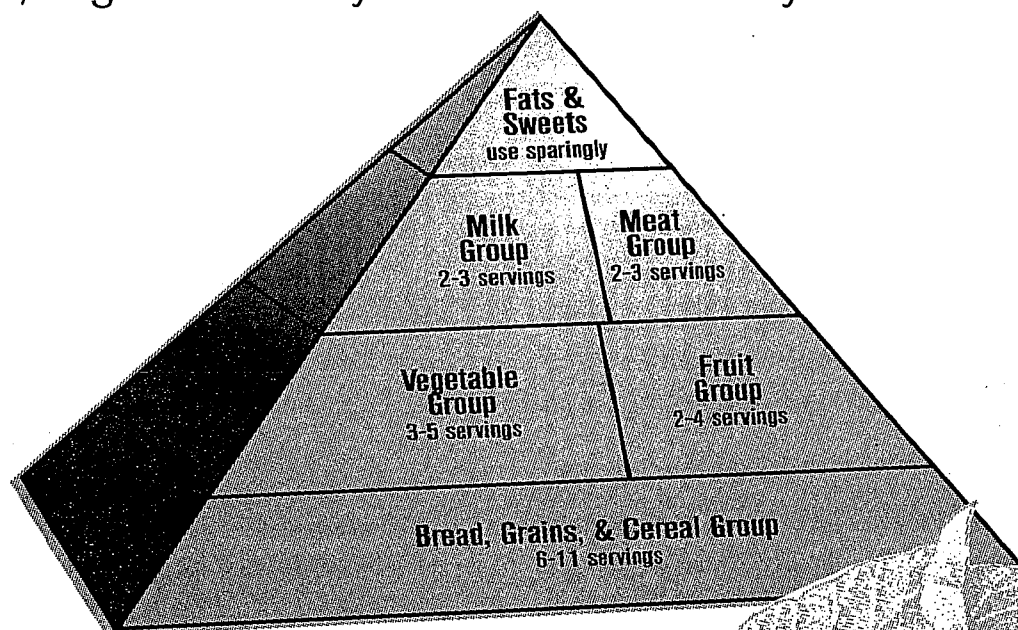 Fats &
Sweets
use sparingly
Milk
Group
2-3 servings
Meat
Group
2-3 servings
Vegetable
Group
3-5 servings
Fruit
Group
2-4 servings
Bread, Grains, & Cereal Group
6-11 servings